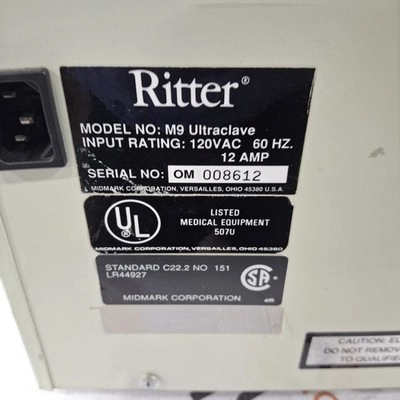 Ritter®
MODEL NO: M9 Ultraclave
INPUT RATING: 120VAC 60 HZ.
12 AMP
SERIAL NO: OM 008612
MIDMARK CORPORATION, VERSAILLES, OHIO 45380 U.S.A.
UL
®
LISTED
MEDICAL EQUIPMENT
507U
MIDMARK CORPORATION, VERSAILLES, OHIO 45380
STANDARD C22.2 NO 151
LR44927
SA
®
MIDMARK CORPORATION
CAUTION: EL
DO NOT REMOV
TO QUALIFIE